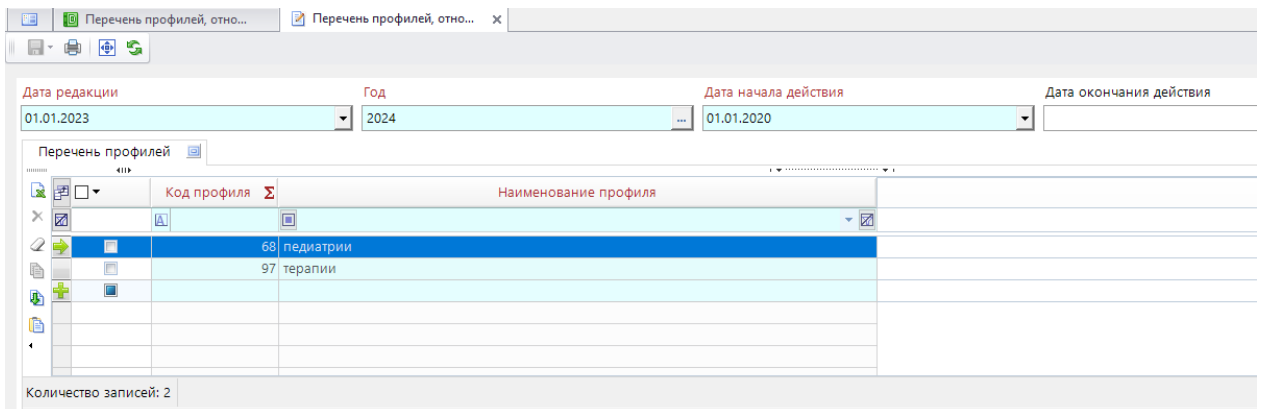 Перечень профилей, отно... Перечень профилей, отно...
Дата редакции Год Дата начала действия Дата окончания действия
01.01.2023 2024 ... 01.01.2020
Перечень профилей
Код профиля Σ Наименование профиля
A
68 педиатрии
97 терапии
Количество записей: 2